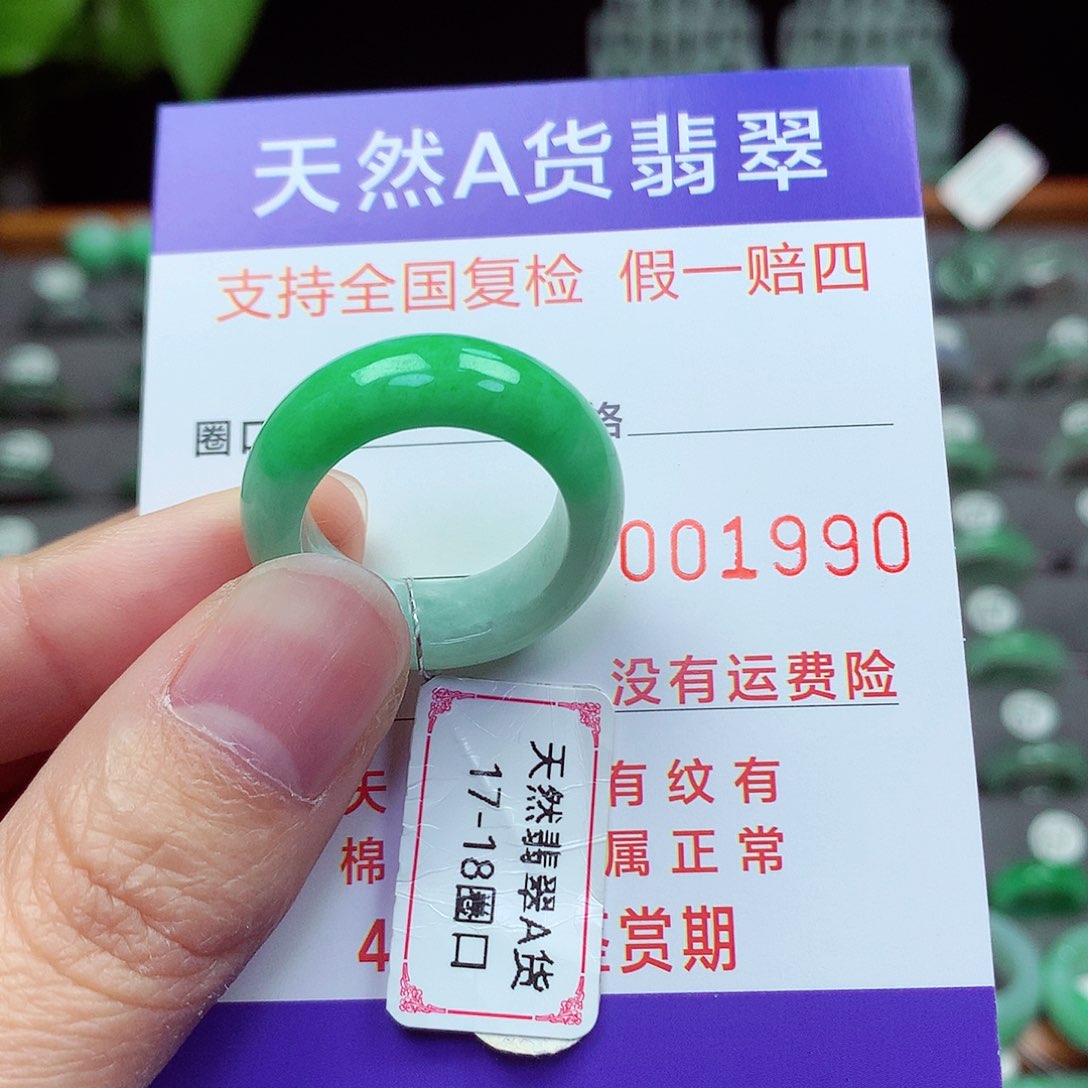 天然A货翡翠
支持全国复检 假一赔四
圈口
格
001990
没有运费险
天 有纹有
棉 属正常
4 鉴赏期
天然翡翠A货
17-18圈口